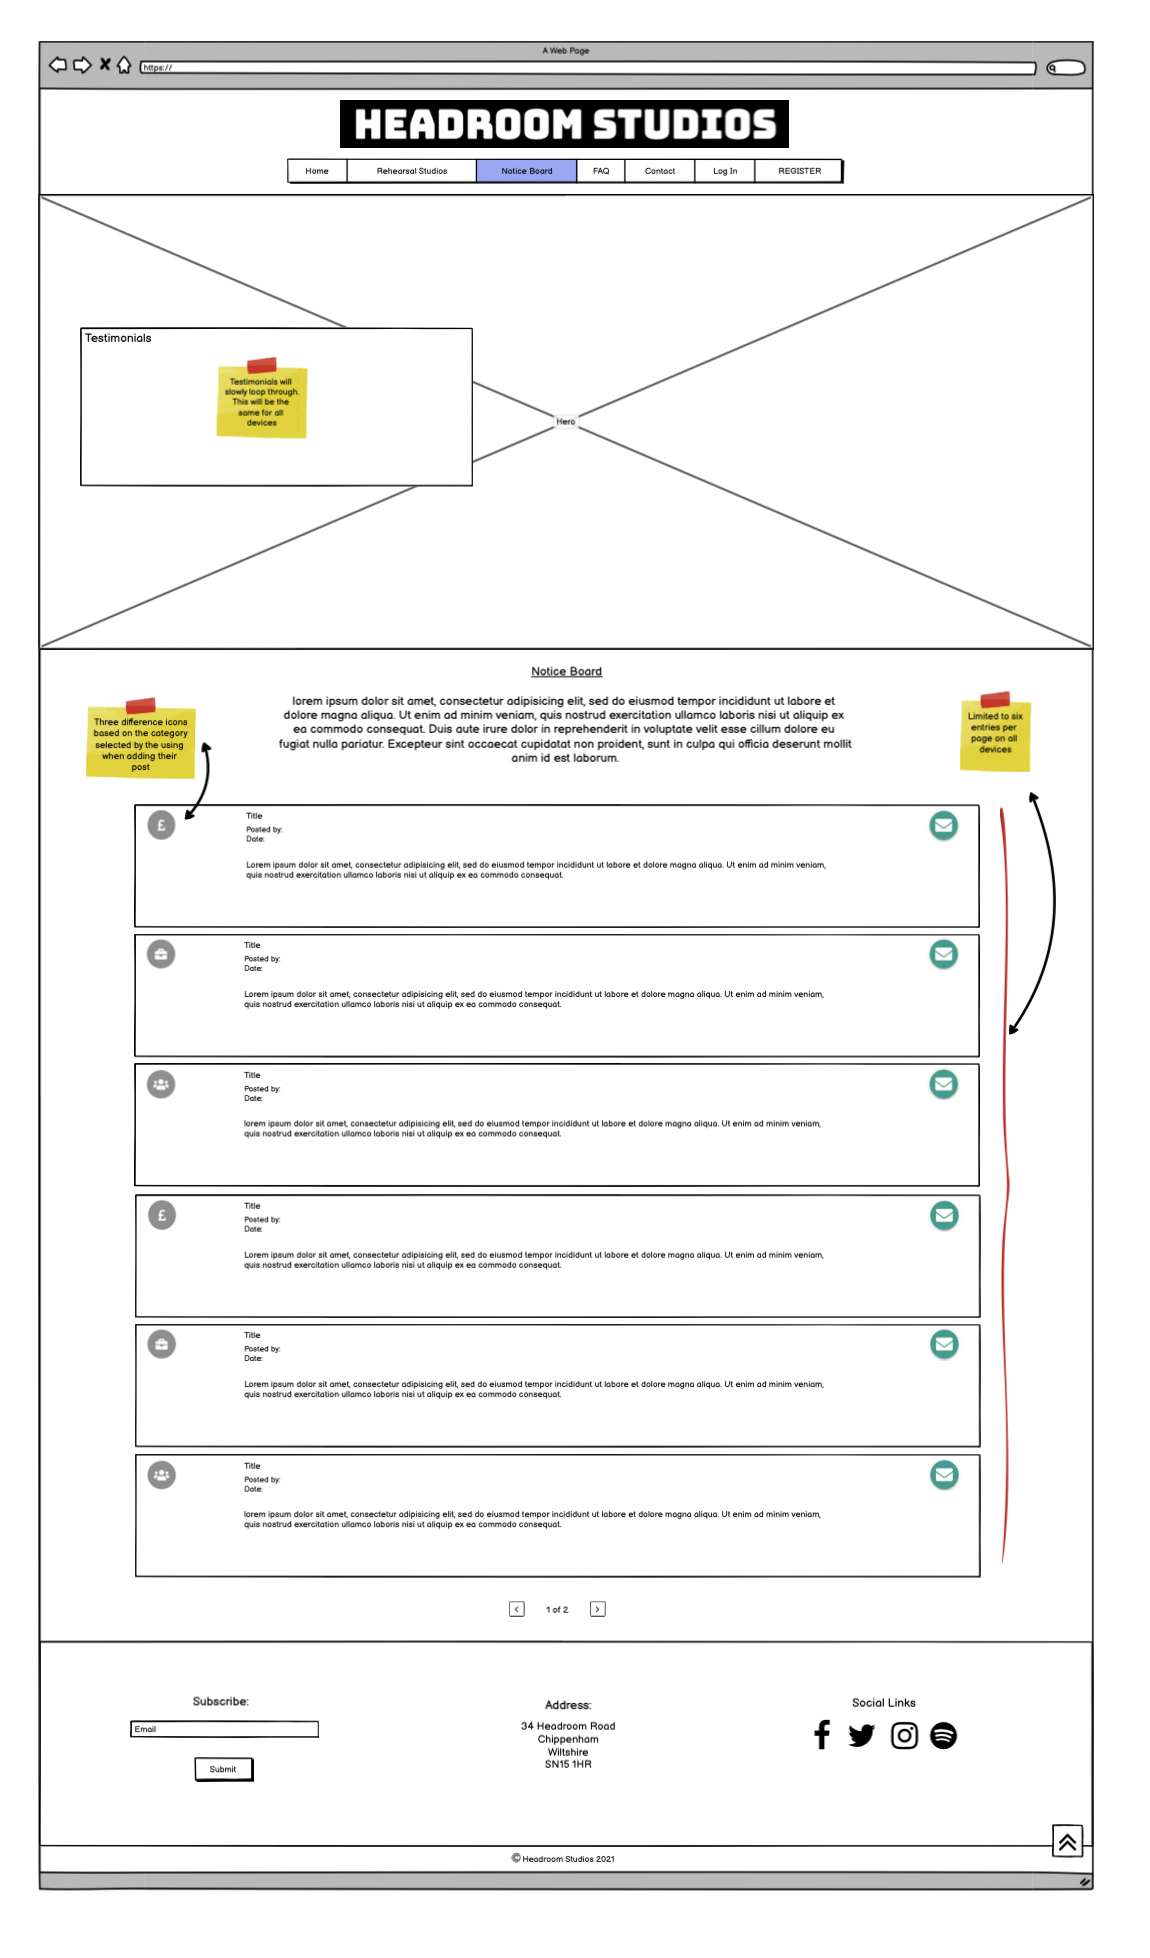 A Web Page
https://
HEADROOM STUDIOS
Home
Rehearsal Studios
Notice Board
FAQ
Contact
Log In
REGISTER
Testimonials
Testimonials will
slowly loop through.
This will be the
same for all
devices
Hero
Notice Board
Three difference icons
based on the category
selected by the using
when adding their
post
lorem ipsum dolor sit amet, consectetur adipisicing elit, sed do eiusmod tempor incididunt ut labore et
dolore magna aliqua. Ut enim ad minim veniam, quis nostrud exercitation ullamco laboris nisi ut aliquip ex
ea commodo consequat. Duis aute irure dolor in reprehenderit in voluptate velit esse cillum dolore eu
fugiat nulla pariatur. Excepteur sint occaecat cupidatat non proident, sunt in culpa qui officia deserunt mollit
anim id est laborum.
Limited to six
entries per
page on all
devices
£
Title
Posted by:
Date:
Lorem ipsum dolor sit amet, consectetur adipisicing elit, sed do eiusmod tempor incididunt ut labore et dolore magna aliqua. Ut enim ad minim veniam,
quis nostrud exercitation ullamco laboris nisi ut aliquip ex ea commodo consequat.
Title
Posted by:
Date:
Lorem ipsum dolor sit amet, consectetur adipisicing elit, sed do eiusmod tempor incididunt ut labore et dolore magna aliqua. Ut enim ad minim veniam,
quis nostrud exercitation ullamco laboris nisi ut aliquip ex ea commodo consequat.
Title
Posted by:
Date:
lorem ipsum dolor sit amet, consectetur adipisicing elit, sed do eiusmod tempor incididunt ut labore et dolore magna aliqua. Ut enim ad minim veniam,
quis nostrud exercitation ullamco laboris nisi ut aliquip ex ea commodo consequat.
£
Title
Posted by:
Date:
Lorem ipsum dolor sit amet, consectetur adipisicing elit, sed do eiusmod tempor incididunt ut labore et dolore magna aliqua. Ut enim ad minim veniam,
quis nostrud exercitation ullamco laboris nisi ut aliquip ex ea commodo consequat.
Title
Posted by:
Date:
Lorem ipsum dolor sit amet, consectetur adipisicing elit, sed do eiusmod tempor incididunt ut labore et dolore magna aliqua. Ut enim ad minim veniam,
quis nostrud exercitation ullamco laboris nisi ut aliquip ex ea commodo consequat.
Title
Posted by:
Date:
lorem ipsum dolor sit amet, consectetur adipisicing elit, sed do eiusmod tempor incididunt ut labore et dolore magna aliqua. Ut enim ad minim veniam,
quis nostrud exercitation ullamco laboris nisi ut aliquip ex ea commodo consequat.
< 1 of 2 >
Subscribe:
Email
Submit
Address:
34 Headroom Road
Chippenham
Wiltshire
SN15 1HR
Social Links
© Headroom Studios 2021